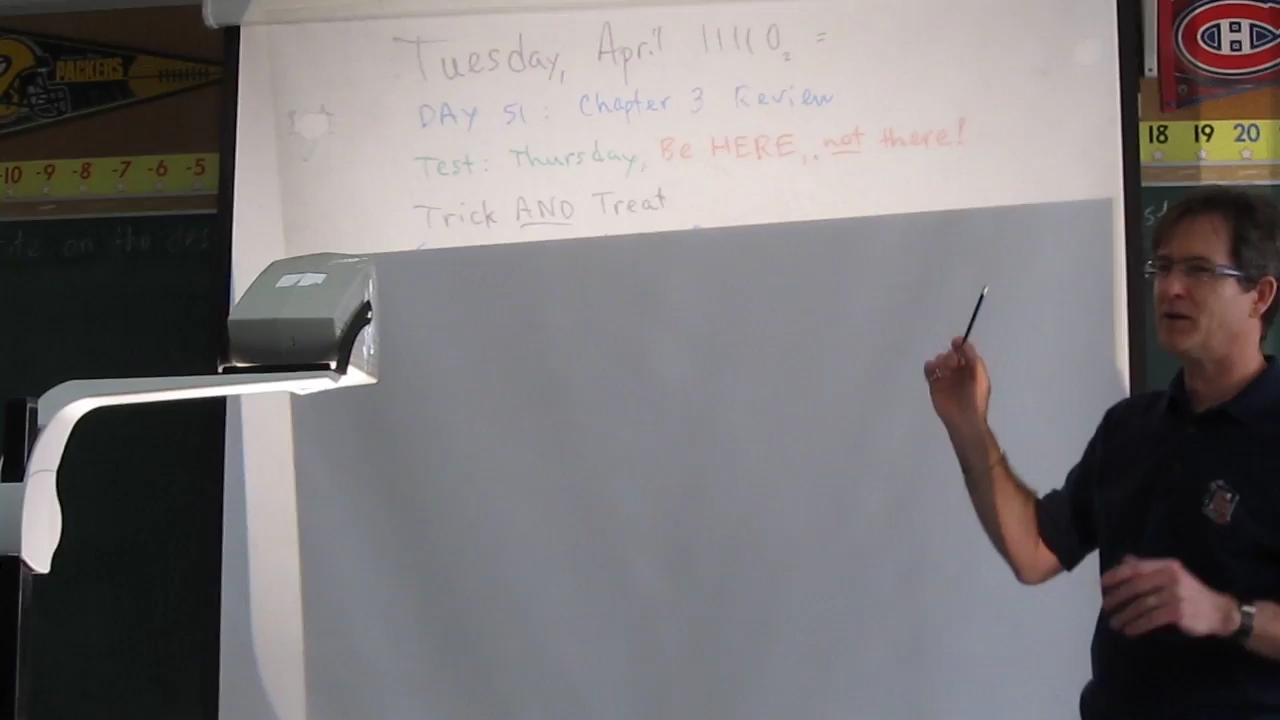 Tuesday, April 11110₂ =
DAY 51: Chapter 3 Review
Test: Thursday, Be HERE, not there!
Trick AND Treat
PACKERS
-10 -9 -8 -7 -6 -5
18 19 20